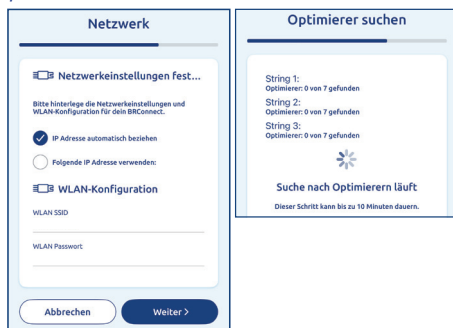 Netzwerk
Netzwerkeinstellungen fest...
Bitte hinterlege die Netzwerkeinstellungen und
WLAN-Konfiguration für dein BRConnect.
IP Adresse automatisch beziehen
Folgende IP Adresse verwenden:
WLAN-Konfiguration
WLAN SSID
WLAN Passwort
Abbrechen
Weiter >
Optimierer suchen
String 1:
Optimierer: 0 von 7 gefunden
String 2:
Optimierer: 0 von 7 gefunden
String 3:
Optimierer: 0 von 7 gefunden
Suche nach Optimierern läuft
Dieser Schritt kann bis zu 10 Minuten dauern.